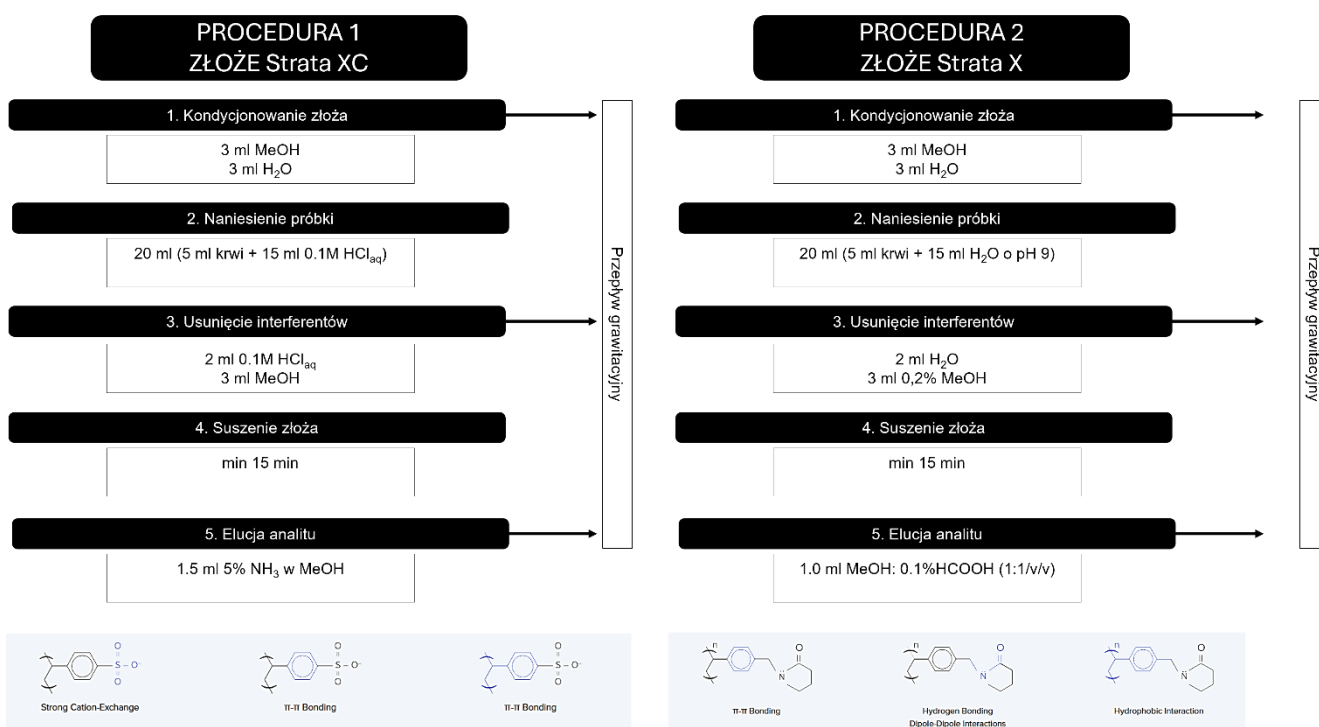 PROCEDURA 1
ZŁOŻE Strata XC
1. Kondycjonowanie złoża
3 ml MeOH
3 ml H₂O
2. Naniesienie próbki
20 ml (5 ml krwi + 15 ml 0.1M HClaq)
3. Usunięcie interferentów
2 ml 0.1M HClaq
3 ml MeOH
4. Suszenie złoża
min 15 min
5. Elucja analitu
1.5 ml 5% NH₃ w MeOH
Przepływ grawitacyjny
O
S
O⁻
O
Strong Cation-Exchange
O
S
O⁻
O
π-π Bonding
O
S
O⁻
O
π-π Bonding
PROCEDURA 2
ZŁOŻE Strata X
1. Kondycjonowanie złoża
3 ml MeOH
3 ml H₂O
2. Naniesienie próbki
20 ml (5 ml krwi + 15 ml H₂O o pH 9)
3. Usunięcie interferentów
2 ml H₂O
3 ml 0,2% MeOH
4. Suszenie złoża
min 15 min
5. Elucja analitu
1.0 ml MeOH: 0.1%HCOOH (1:1/v/v)
Przepływ grawitacyjny
n
O
N
π-π Bonding
n
O
N
Hydrogen Bonding
Dipole-Dipole Interactions
n
O
N
Hydrophobic Interaction